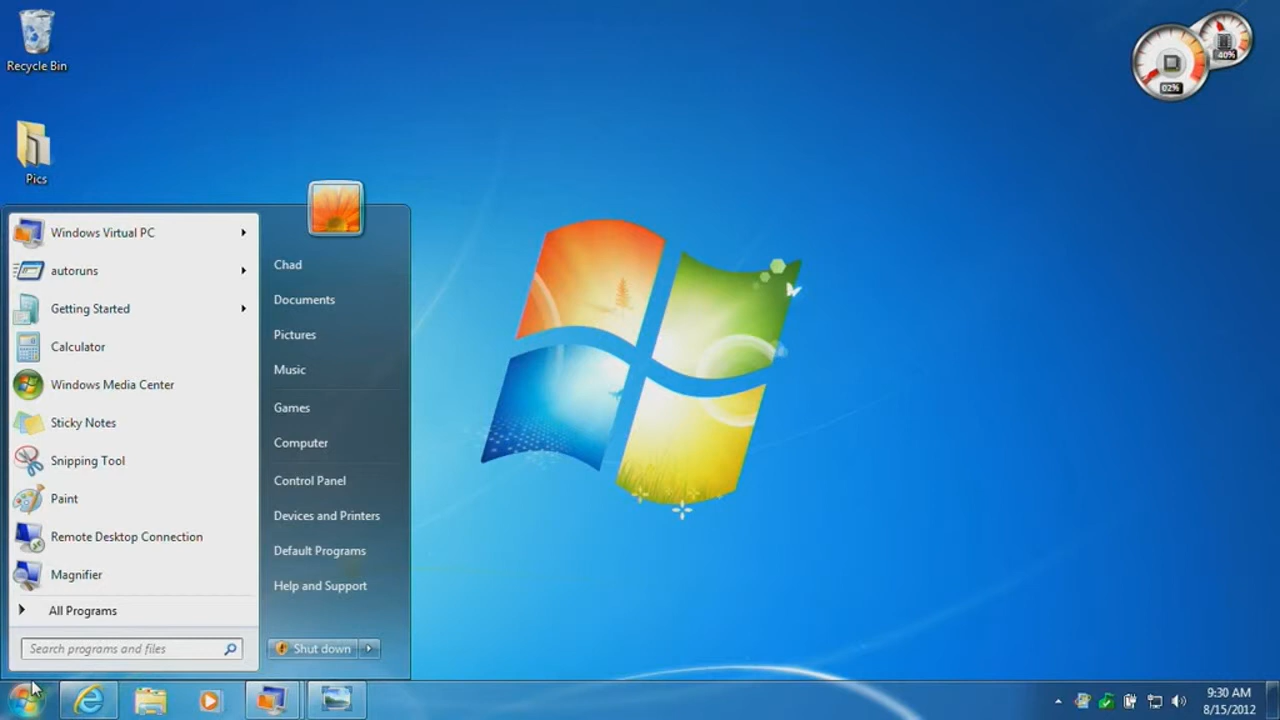 Recycle Bin
Pics
02%
40%
Windows Virtual PC
autoruns
Getting Started
Calculator
Windows Media Center
Sticky Notes
Snipping Tool
Paint
Remote Desktop Connection
Magnifier
All Programs
Search programs and files
Chad
Documents
Pictures
Music
Games
Computer
Control Panel
Devices and Printers
Default Programs
Help and Support
Shut down
9:30 AM
8/15/2012